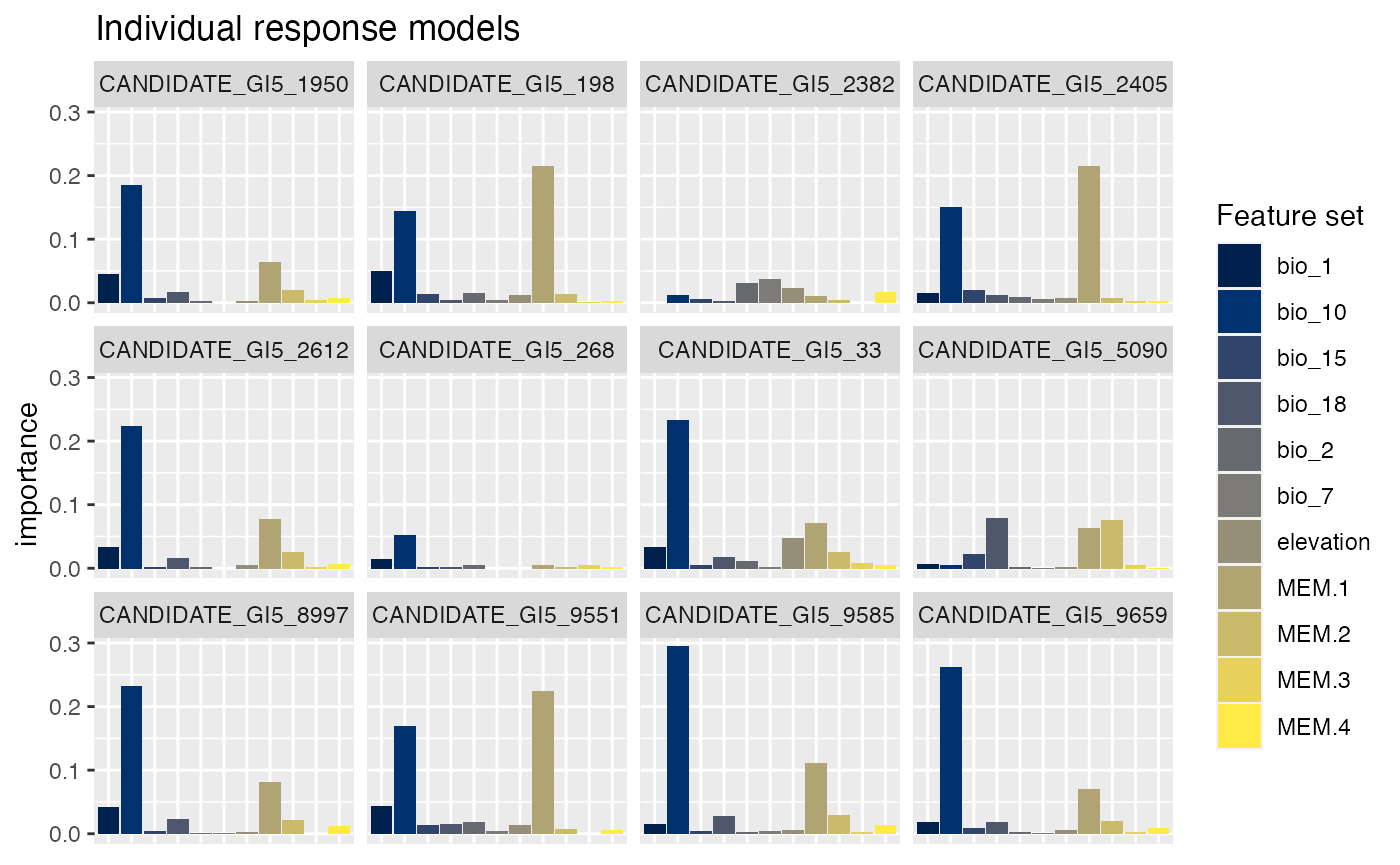 Individual response models
CANDIDATE_GI5_1950
CANDIDATE_GI5_198
CANDIDATE_GI5_2382
CANDIDATE_GI5_2405
0.3
0.2
0.1
0.0
CANDIDATE_GI5_2612
CANDIDATE_GI5_268
CANDIDATE_GI5_33
CANDIDATE_GI5_5090
0.3
0.2
0.1
0.0
CANDIDATE_GI5_8997
CANDIDATE_GI5_9551
CANDIDATE_GI5_9585
CANDIDATE_GI5_9659
0.3
0.2
0.1
0.0
importance
Feature set
bio_1
bio_10
bio_15
bio_18
bio_2
bio_7
elevation
MEM.1
MEM.2
MEM.3
MEM.4